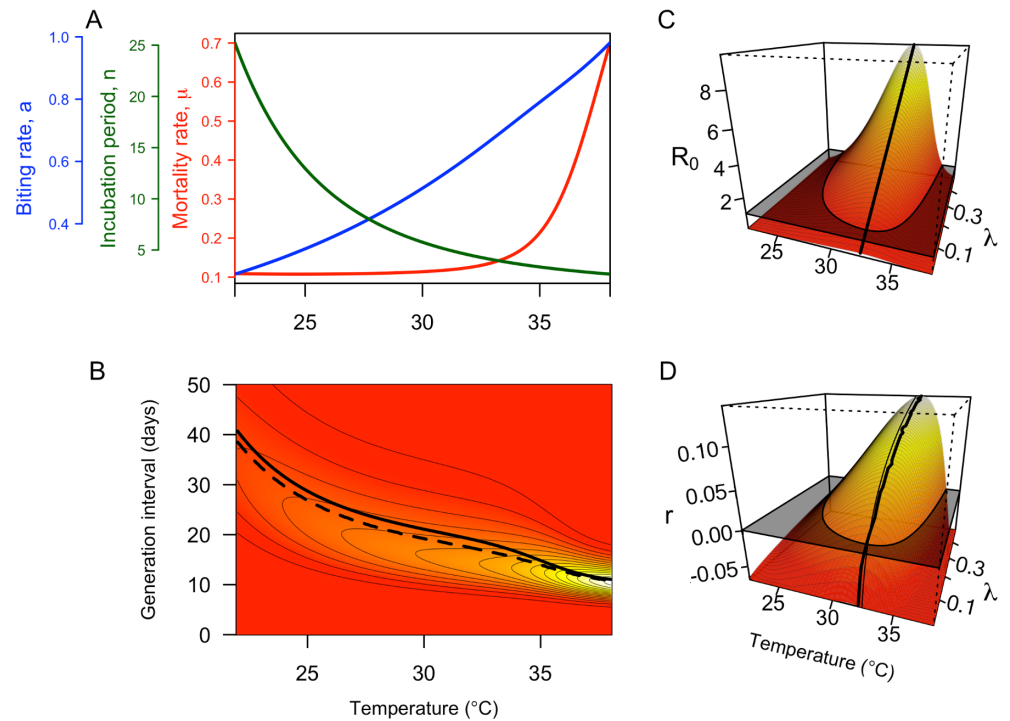 A
Biting rate, a
1.0
0.8
0.6
0.4
Incubation period, n
25
20
15
10
5
Mortality rate, μ
0.7
0.6
0.5
0.4
0.3
0.2
0.1
25 30 35
C
R0
8
6
4
2
25 30 35
0.1 0.3
λ
B
Generation interval (days)
50
40
30
20
10
0
25 30 35
Temperature (°C)
D
r
0.10
0.05
0.00
-0.05
25 30 35
0.1 0.3
λ
Temperature (°C)